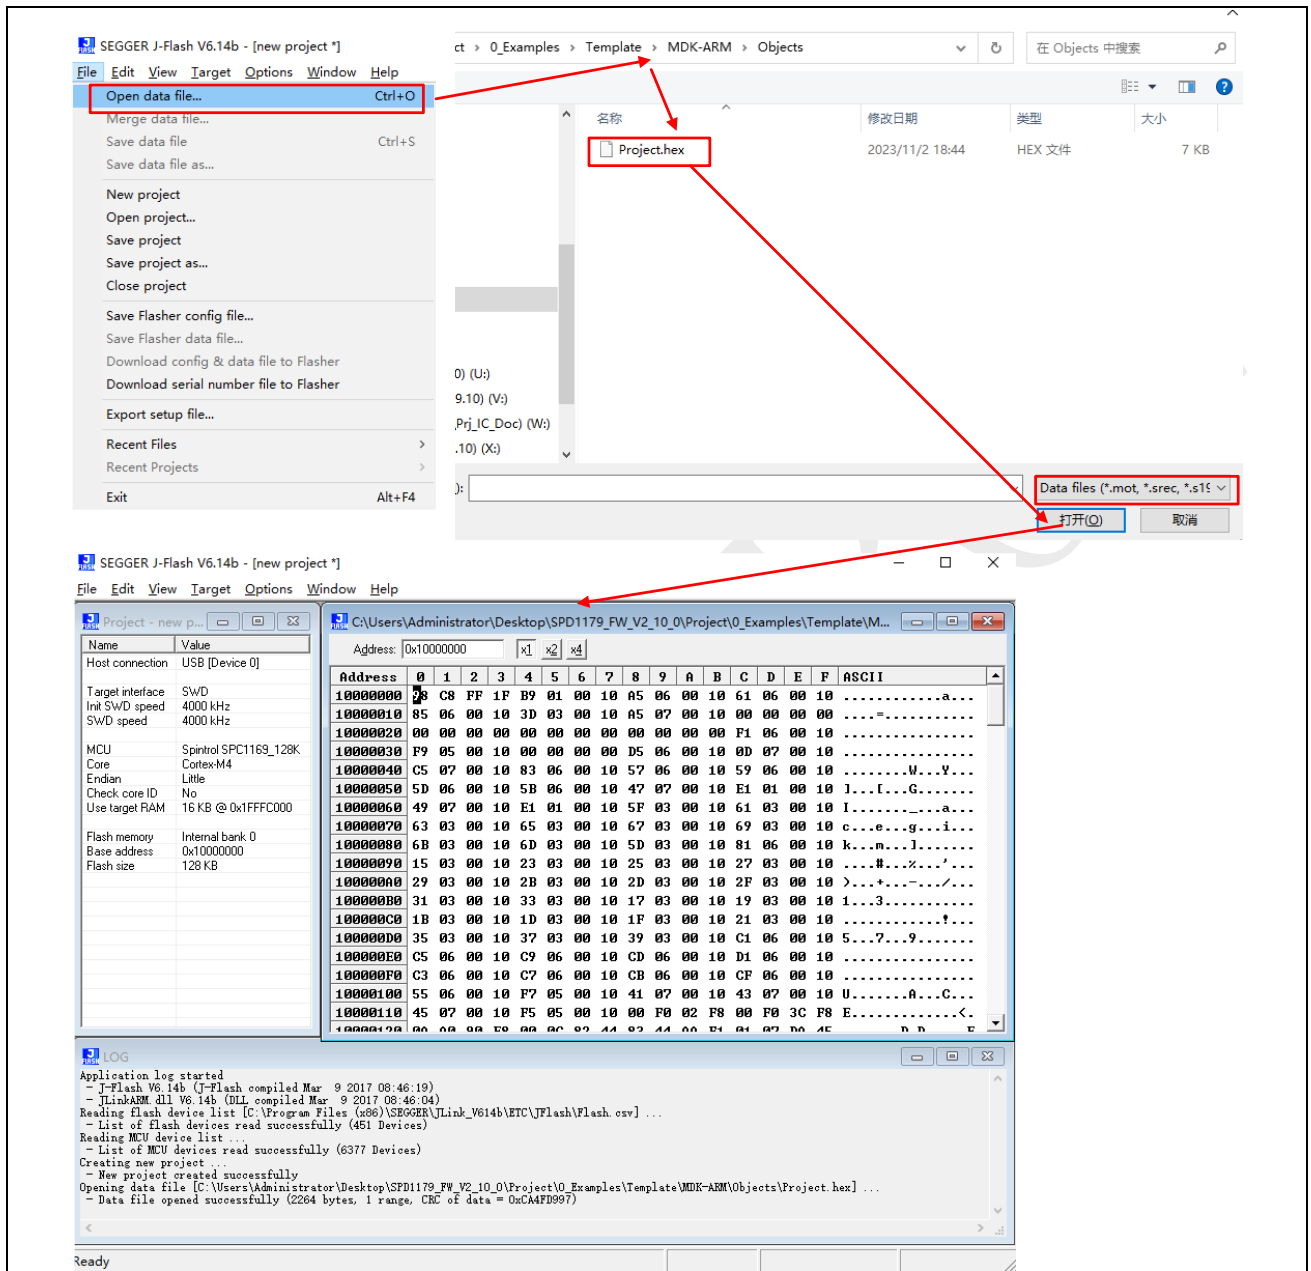 SEGGER J-Flash V6.14b - [new project *]
File Edit View Target Options Window Help
Open data file... Ctrl+O
Merge data file...
Save data file Ctrl+S
Save data file as...
New project
Open project...
Save project
Save project as...
Close project
Save Flasher config file...
Save Flasher data file...
Download config & data file to Flasher
Download serial number file to Flasher
Export setup file...
Recent Files
Recent Projects
Exit Alt+F4
ct > 0_Examples > Template > MDK-ARM > Objects
在 Objects 中搜索
名称 修改日期 类型 大小
Project.hex 2023/11/2 18:44 HEX 文件 7 KB
0) (U:)
9.10) (V:)
Prj_IC_Doc) (W:)
.10) (X:)
):
Data files (*.mot, *.srec, *.s19
打开(O) 取消
SEGGER J-Flash V6.14b - [new project *]
File Edit View Target Options Window Help
Project - new p...
Name Value
Host connection USB [Device 0]
Target interface SWD
Init SWD speed 4000 kHz
SWD speed 4000 kHz
MCU Spintrol SPC1169_128K
Core Cortex-M4
Endian Little
Check core ID No
Use target RAM 16 KB @ 0x1FFFC000
Flash memory Internal bank 0
Base address 0x10000000
Flash size 128 KB
C:\Users\Administrator\Desktop\SPD1179_FW_V2_10_0\Project\0_Examples\Template\M...
Address: 0x10000000 x1 x2 x4
Address 0 1 2 3 4 5 6 7 8 9 A B C D E F ASCII
10000000 98 C8 FF 1F B9 01 00 10 A5 06 00 10 61 06 00 10 ............a...
10000010 85 06 00 10 3D 03 00 10 A5 07 00 10 00 00 00 00 ....=...........
10000020 00 00 00 00 00 00 00 00 00 00 00 00 F1 06 00 10 ................
10000030 F9 05 00 10 00 00 00 00 D5 06 00 10 0D 07 00 10 ................
10000040 C5 07 00 10 83 06 00 10 57 06 00 10 59 06 00 10 ........W...Y...
10000050 5D 06 00 10 5B 06 00 10 47 07 00 10 E1 01 00 10 ]...[...G.......
10000060 49 07 00 10 E1 01 00 10 5F 03 00 10 61 03 00 10 I......._...a...
10000070 63 03 00 10 65 03 00 10 67 03 00 10 69 03 00 10 c...e...g...i...
10000080 6B 03 00 10 6D 03 00 10 5D 03 00 10 81 06 00 10 k...m...].......
10000090 15 03 00 10 23 03 00 10 25 03 00 10 27 03 00 10 ....#...%...'...
100000A0 29 03 00 10 2B 03 00 10 2D 03 00 10 2F 03 00 10 )...+...-.../...
100000B0 31 03 00 10 33 03 00 10 17 03 00 10 19 03 00 10 1...3...........
100000C0 1B 03 00 10 1D 03 00 10 1F 03 00 10 21 03 00 10 ............!...
100000D0 35 03 00 10 37 03 00 10 39 03 00 10 C1 06 00 10 5...7...9.......
100000E0 C5 06 00 10 C9 06 00 10 CD 06 00 10 D1 06 00 10 ................
100000F0 C3 06 00 10 C7 06 00 10 CB 06 00 10 CF 06 00 10 ................
10000100 55 06 00 10 F7 05 00 10 41 07 00 10 43 07 00 10 U.......A...C...
10000110 45 07 00 10 F5 05 00 10 00 F0 02 F8 00 F0 3C F8 E.............<.
LOG
Application log started
- J-Flash V6.14b (J-Flash compiled Mar 9 2017 08:46:19)
- JLinkARM.dll V6.14b (DLL compiled Mar 9 2017 08:46:04)
Reading flash device list [C:\Program Files (x86)\SEGGER\JLink_V614b\ETC\JFlash\Flash.csv] ...
- List of flash devices read successfully (451 Devices)
Reading MCU device list ...
- List of MCU devices read successfully (6377 Devices)
Creating new project ...
- New project created successfully
Opening data file [C:\Users\Administrator\Desktop\SPD1179_FW_V2_10_0\Project\0_Examples\Template\MDK-ARM\Objects\Project.hex] ...
- Data file opened successfully (2264 bytes, 1 range, CRC of data = 0xCA4FD997)
Ready